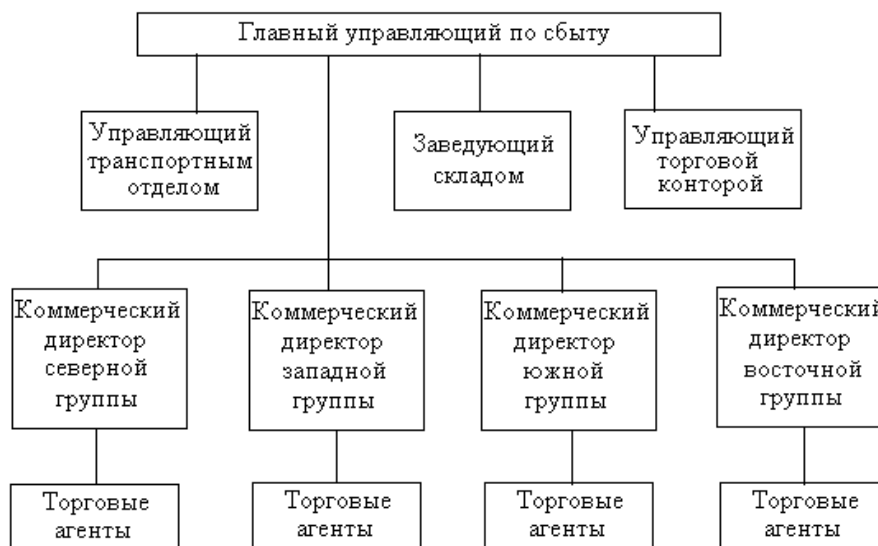 Главный управляющий по сбыту
Управляющий
транспортным
отделом
Заведующий
складом
Управляющий
торговой
конторой
Коммерческий
директор
северной
группы
Коммерческий
директор
западной
группы
Коммерческий
директор
южной
группы
Коммерческий
директор
восточной
группы
Торговые
агенты
Торговые
агенты
Торговые
агенты
Торговые
агенты